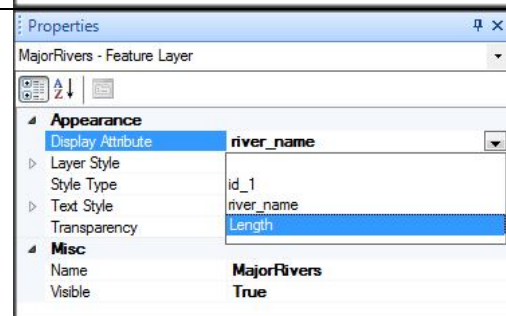 Properties
MajorRivers - Feature Layer
Appearance
Display Attribute river_name
Layer Style
Style Type id_1
Text Style river_name
Transparency Length
Misc
Name MajorRivers
Visible True